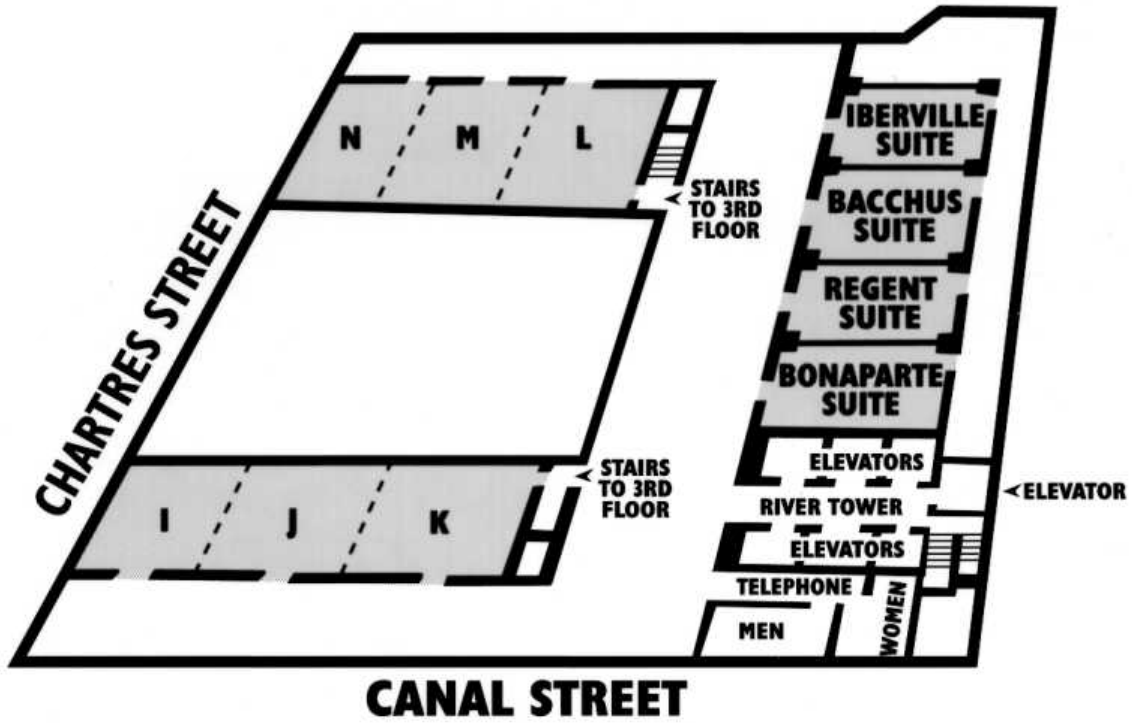 IBERVILLE
SUITE
N
M
L
STAIRS
TO 3RD
FLOOR
BACCHUS
SUITE
REGENT
SUITE
BONAPARTE
SUITE
CHARTRES STREET
ELEVATORS
STAIRS
TO 3RD
FLOOR
ELEVATOR
RIVER TOWER
I
J
K
ELEVATORS
TELEPHONE
WOMEN
MEN
CANAL STREET